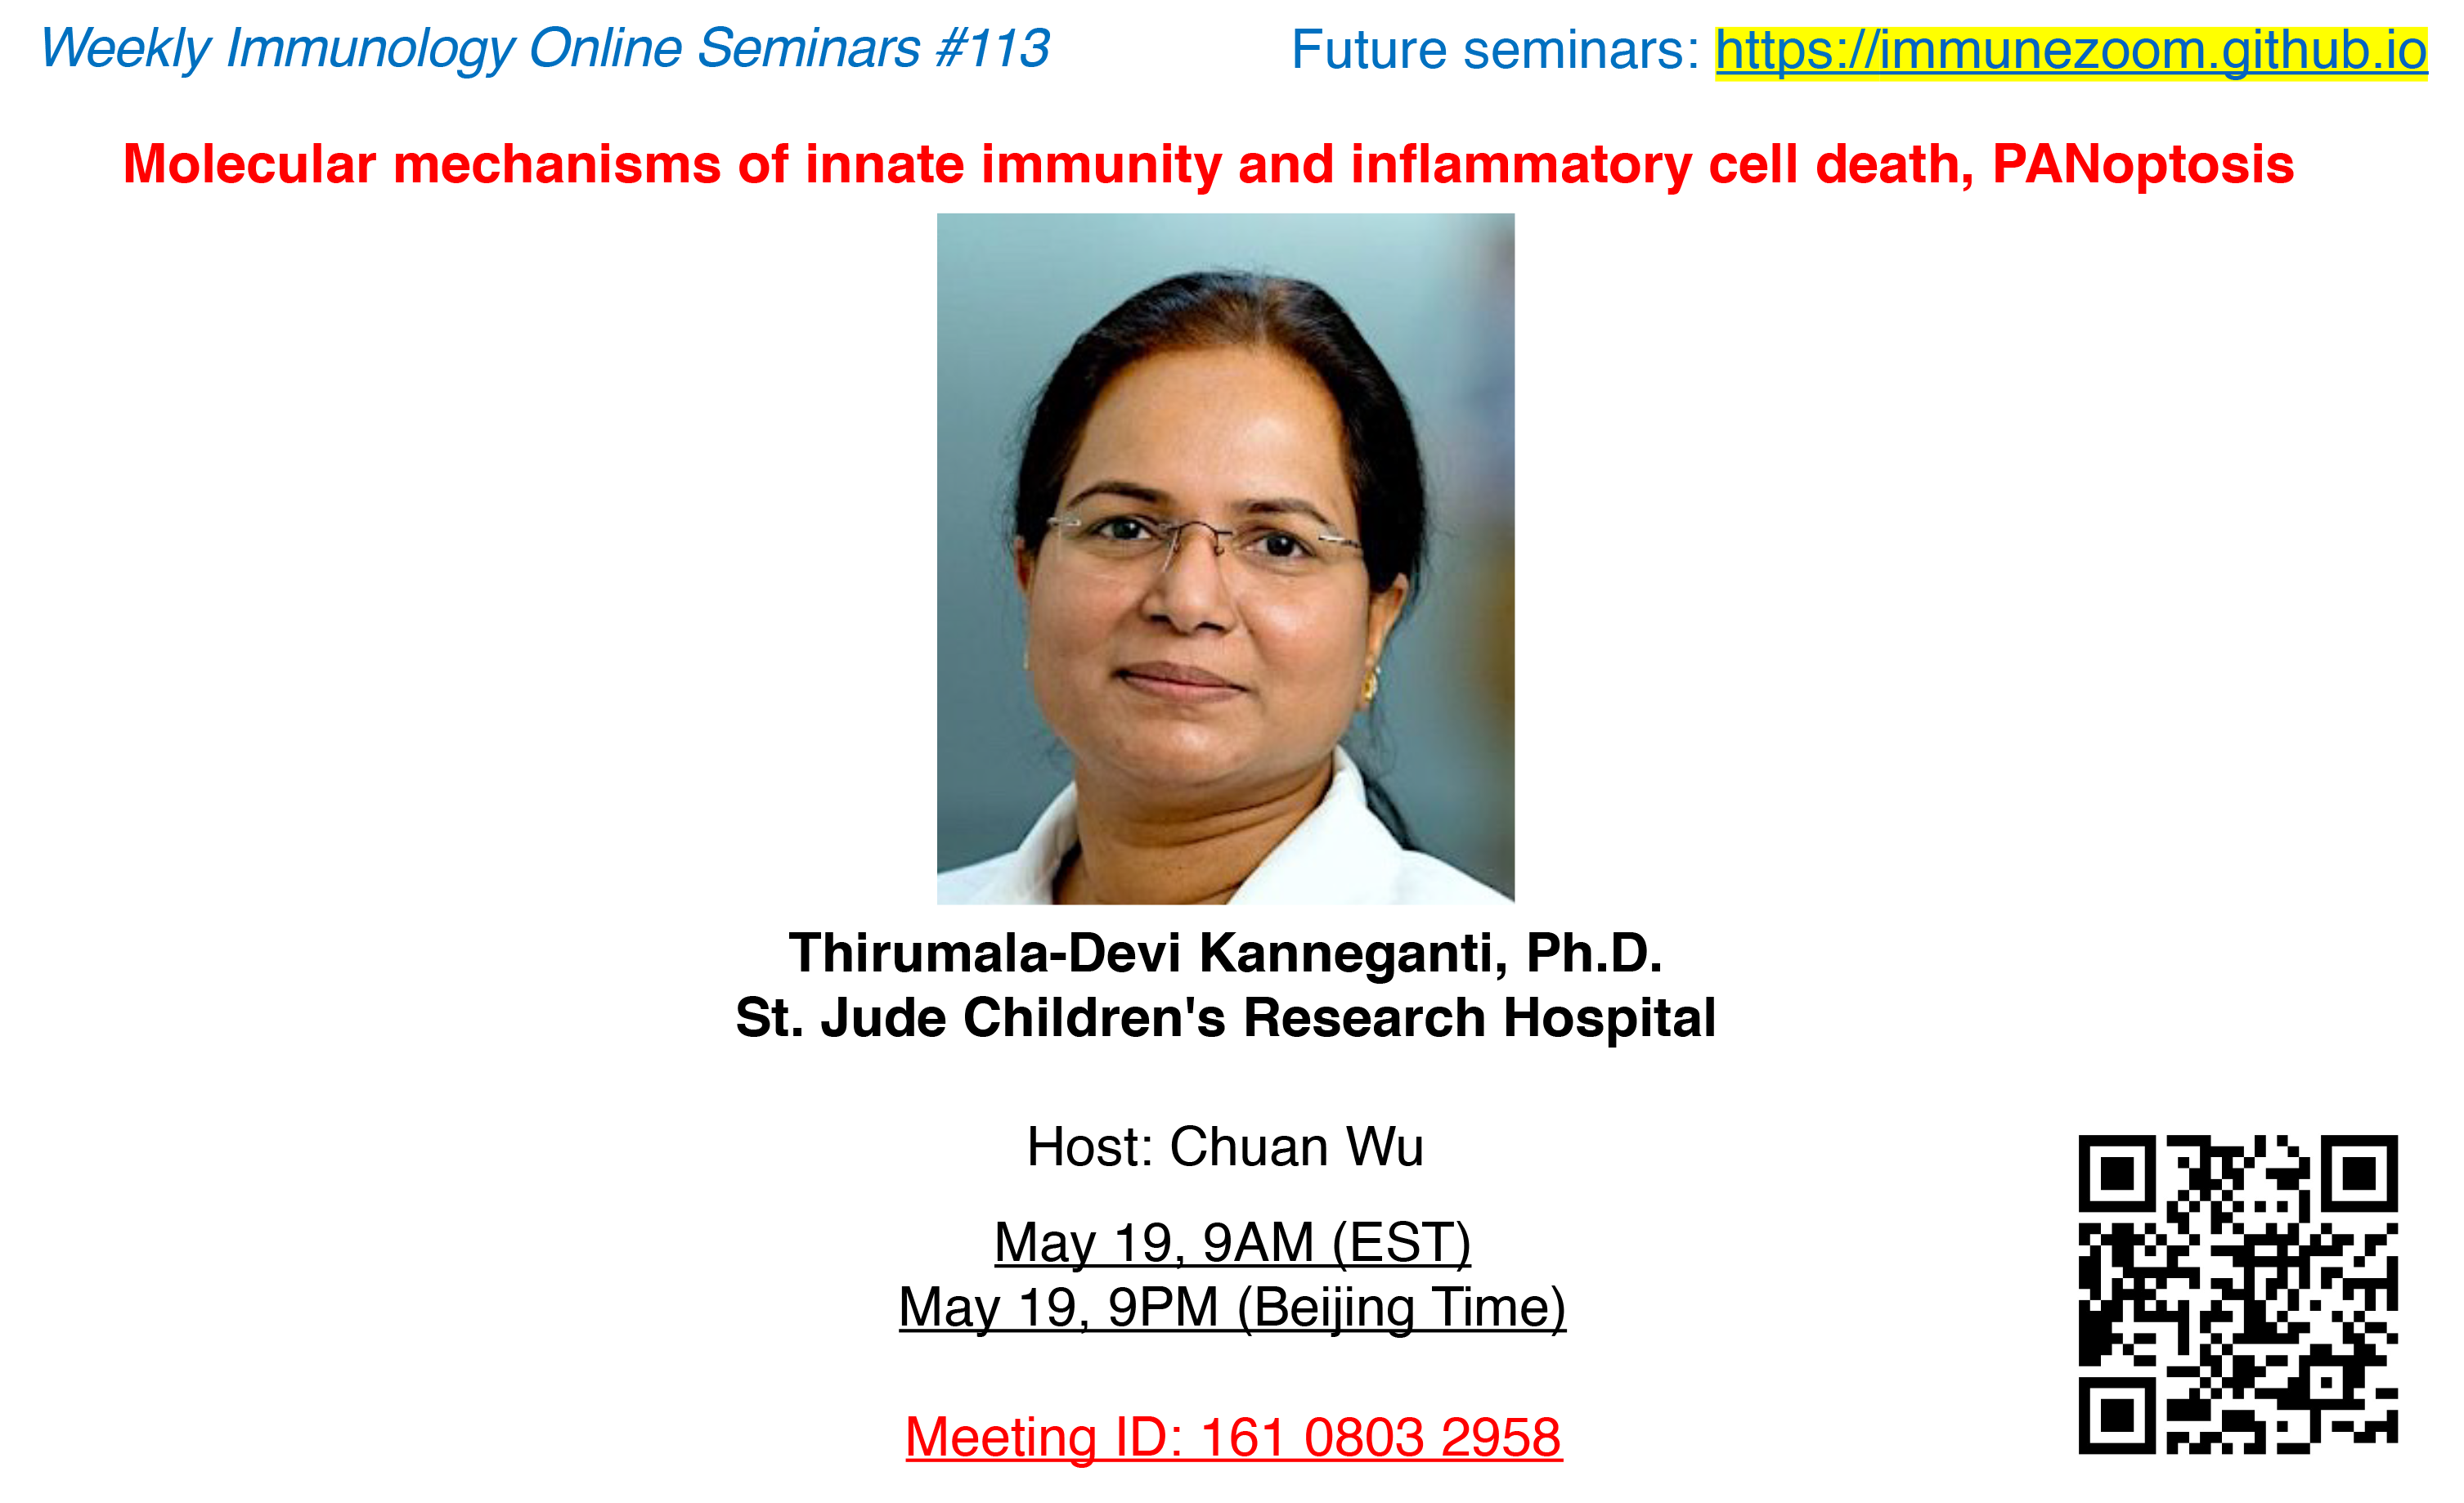 Weekly Immunology Online Seminars #113
Future seminars: https://immunezoom.github.io
Molecular mechanisms of innate immunity and inflammatory cell death, PANoptosis
Thirumala-Devi Kanneganti, Ph.D.
St. Jude Children's Research Hospital
Host: Chuan Wu
May 19, 9AM (EST)
May 19, 9PM (Beijing Time)
Meeting ID: 161 0803 2958